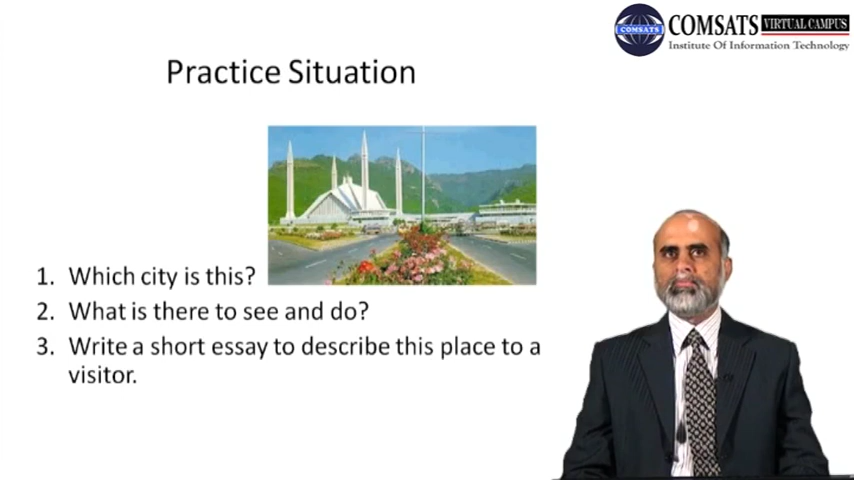 COMSATS VIRTUAL CAMPUS
COMSATS
Institute Of Information Technology
Practice Situation
1. Which city is this?
2. What is there to see and do?
3. Write a short essay to describe this place to a
visitor.